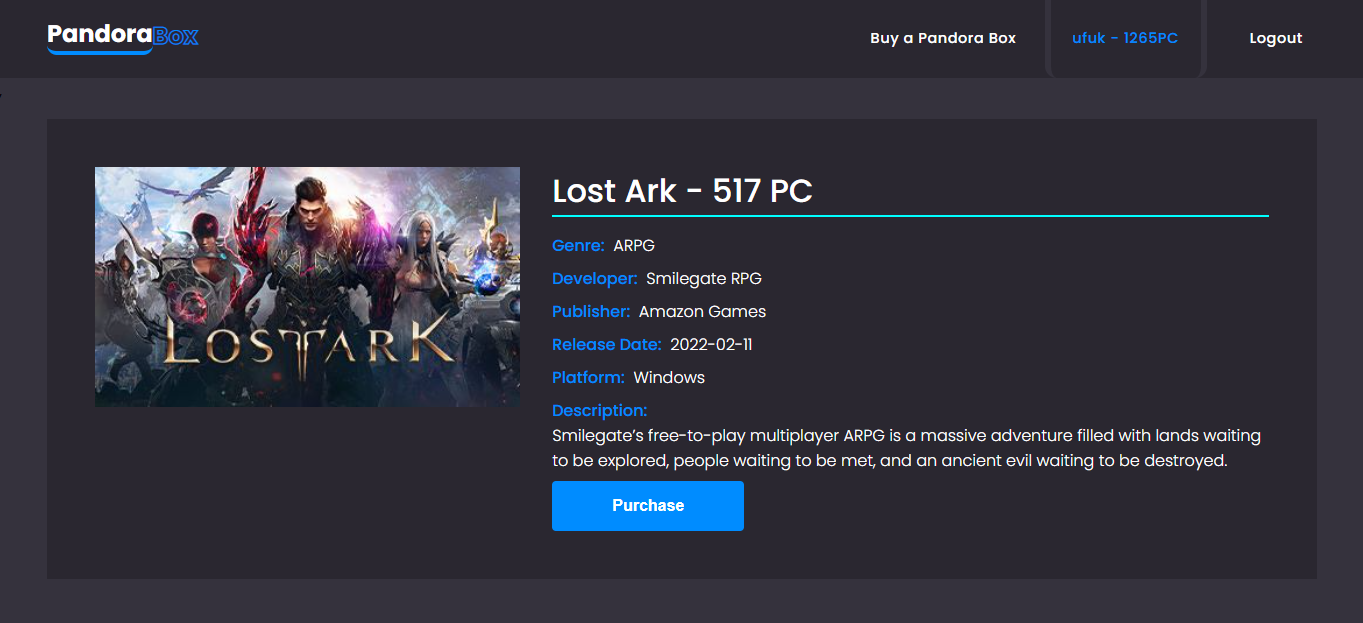 PandoraBox
Buy a Pandora Box
ufuk - 1265PC
Logout
LOST ARK
Lost Ark - 517 PC
Genre: ARPG
Developer: Smilegate RPG
Publisher: Amazon Games
Release Date: 2022-02-11
Platform: Windows
Description:
Smilegate’s free-to-play multiplayer ARPG is a massive adventure filled with lands waiting
to be explored, people waiting to be met, and an ancient evil waiting to be destroyed.
Purchase